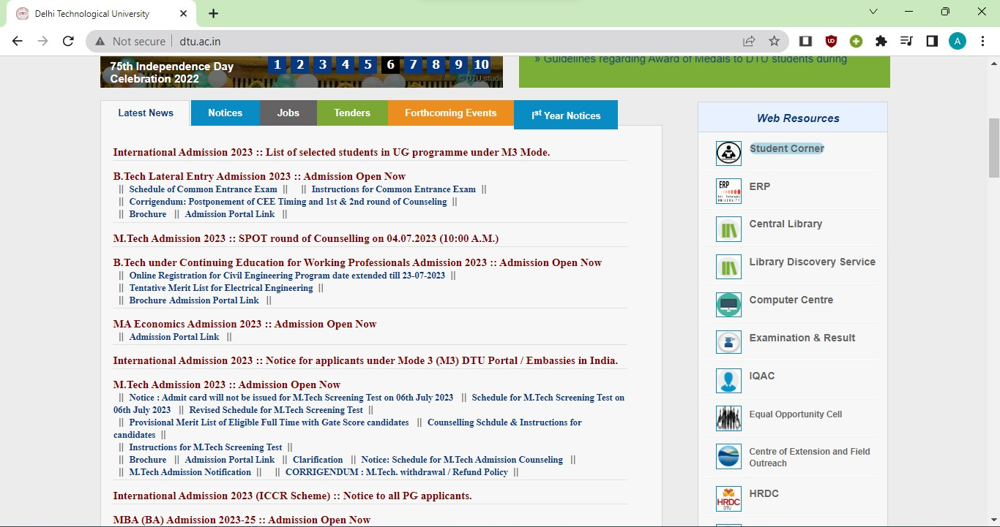 Delhi Technological University
Not secure
dtu.ac.in
A
75th Independence Day
Celebration 2022
1 2 3 4 5 6 7 8 9 10
© DTU studio
» Guidelines regarding Award of Medals to DTU students during
Latest News
Notices
Jobs
Tenders
Forthcoming Events
Ist Year Notices
International Admission 2023 :: List of selected students in UG programme under M3 Mode.
B.Tech Lateral Entry Admission 2023 :: Admission Open Now
|| Schedule of Common Entrance Exam || || Instructions for Common Entrance Exam ||
|| Corrigendum: Postponement of CEE Timing and 1st & 2nd round of Counseling ||
|| Brochure || Admission Portal Link ||
M.Tech Admission 2023 :: SPOT round of Counselling on 04.07.2023 (10:00 A.M.)
B.Tech under Continuing Education for Working Professionals Admission 2023 :: Admission Open Now
|| Online Registration for Civil Engineering Program date extended till 23-07-2023 ||
|| Tentative Merit List for Electrical Engineering ||
|| Brochure Admission Portal Link ||
MA Economics Admission 2023 :: Admission Open Now
|| Admission Portal Link ||
International Admission 2023 :: Notice for applicants under Mode 3 (M3) DTU Portal / Embassies in India.
M.Tech Admission 2023 :: Admission Open Now
|| Notice : Admit card will not be issued for M.Tech Screening Test on 06th July 2023 || Schedule for M.Tech Screening Test on
06th July 2023 || Revised Schedule for M.Tech Screening Test ||
|| Provisional Merit List of Eligible Full Time with Gate Score candidates || Counselling Schdule & Instructions for
candidates ||
|| Instructions for M.Tech Screening Test ||
|| Brochure || Admission Portal Link || Clarification || Notice: Schedule for M.Tech Admission Counseling ||
|| M.Tech Admission Notification || || CORRIGENDUM : M.Tech. withdrawal / Refund Policy ||
International Admission 2023 (ICCR Scheme) :: Notice to all PG applicants.
MBA (BA) Admission 2023-25 :: Admission Open Now
Web Resources
Student Corner
ERP
ERP
Central Library
Library Discovery Service
Computer Centre
Examination & Result
IQAC
Equal Opportunity Cell
Centre of Extension and Field
Outreach
HRDC
DTU
HRDC